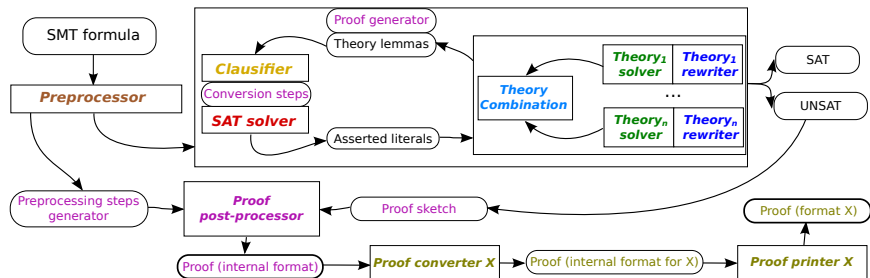 SMT formula
Preprocessor
Proof generator
Theory lemmas
Clausifier
Conversion steps
SAT solver
Asserted literals
Theory
Combination
Theory₁
solver
Theory₁
rewriter
...
Theoryₙ
solver
Theoryₙ
rewriter
SAT
UNSAT
Preprocessing steps
generator
Proof
post-processor
Proof sketch
Proof (format X)
Proof (internal format)
Proof converter X
Proof (internal format for X)
Proof printer X